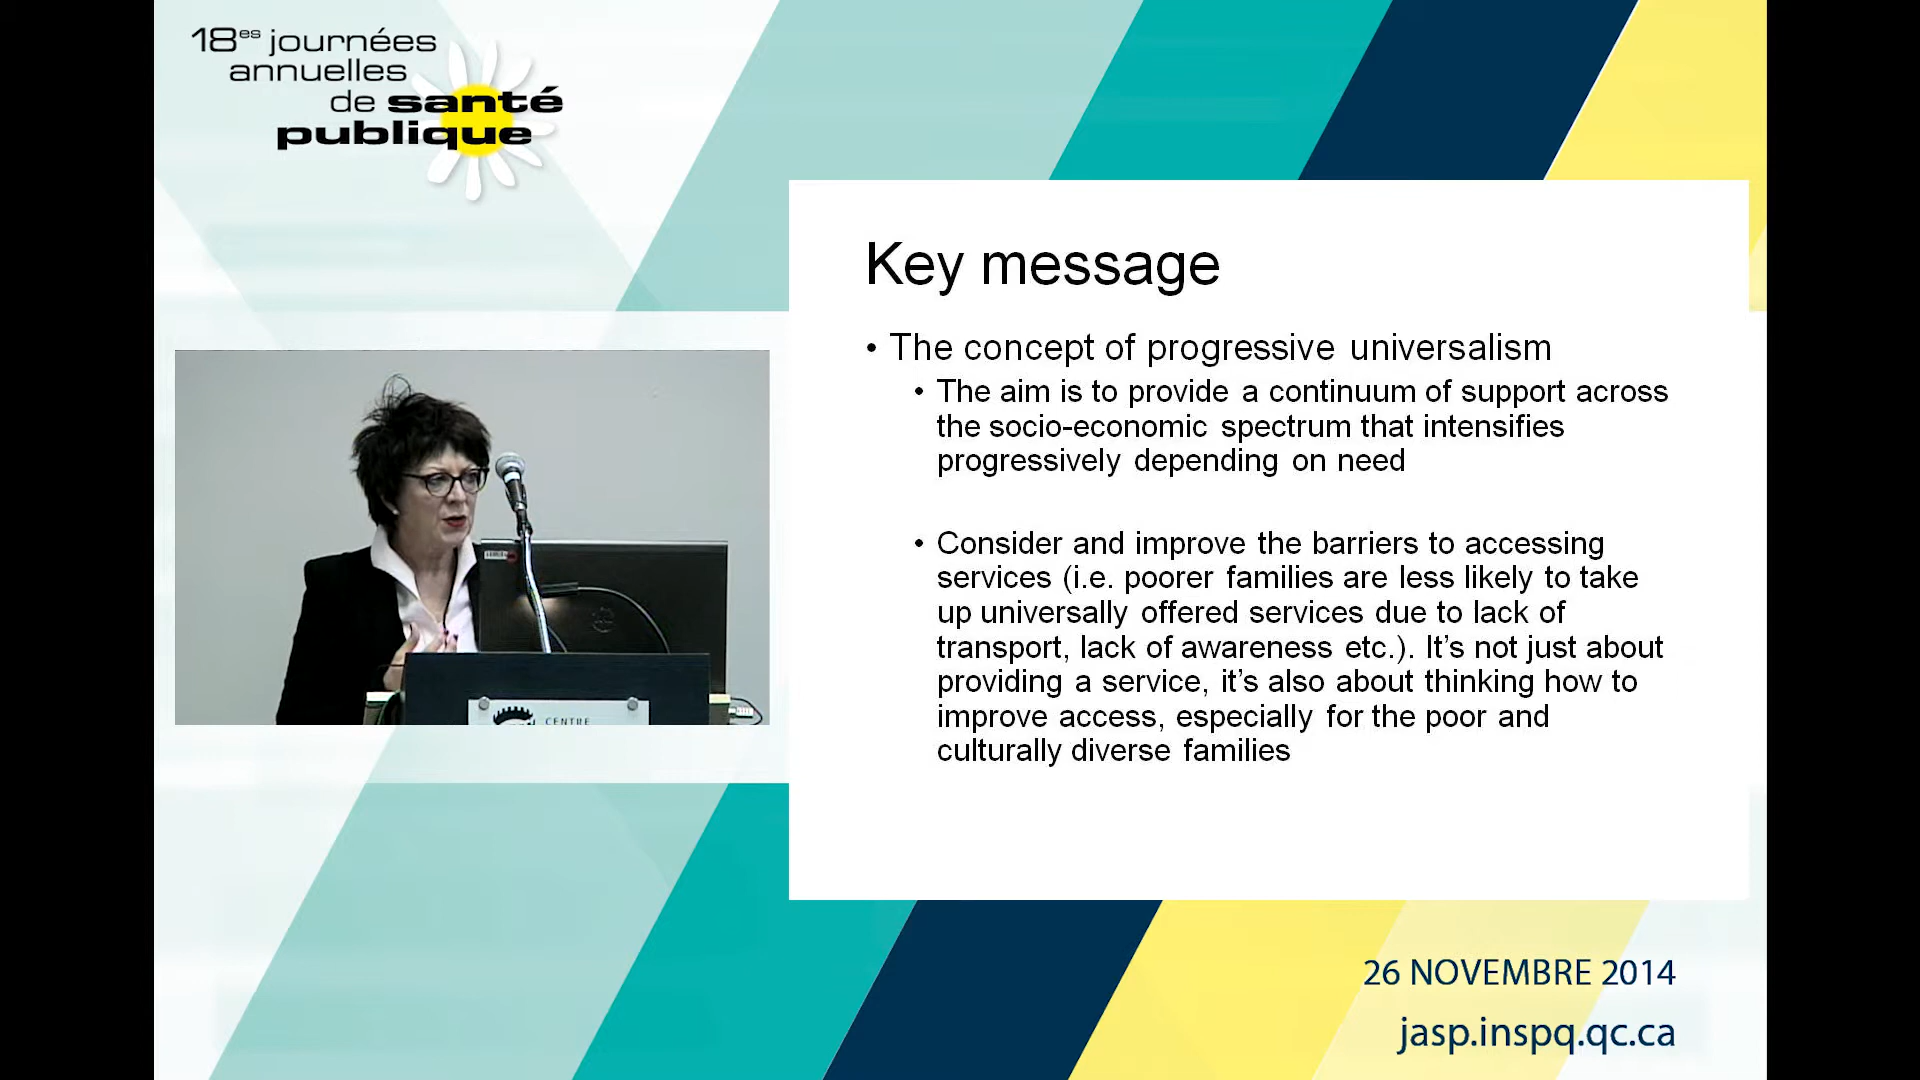 18es journées
annuelles
de santé
publique
Key message
• The concept of progressive universalism
• The aim is to provide a continuum of support across
the socio-economic spectrum that intensifies
progressively depending on need
• Consider and improve the barriers to accessing
services (i.e. poorer families are less likely to take
up universally offered services due to lack of
transport, lack of awareness etc.). It’s not just about
providing a service, it’s also about thinking how to
improve access, especially for the poor and
culturally diverse families
CENTRE
26 NOVEMBRE 2014
jasp.inspq.qc.ca